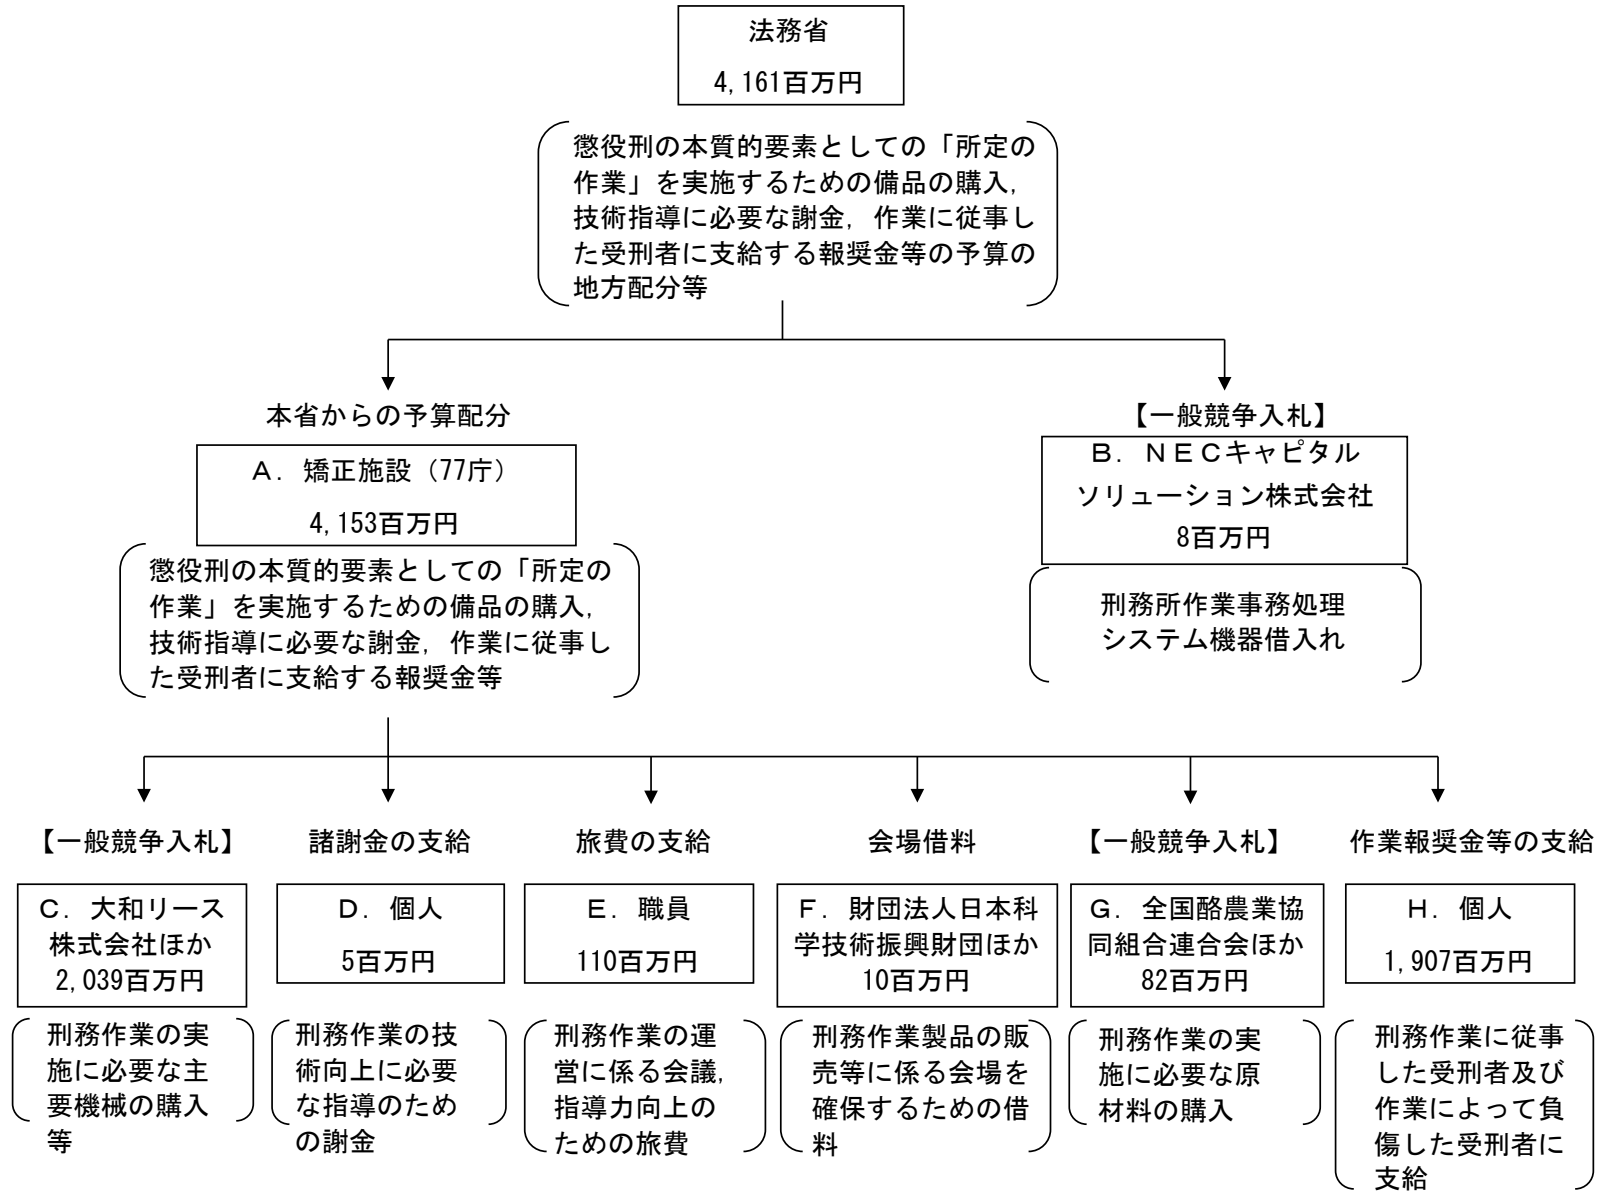 法務省
4,161百万円
懲役刑の本質的要素としての「所定の
作業」を実施するための備品の購入，
技術指導に必要な謝金，作業に従事し
た受刑者に支給する報奨金等の予算の
地方配分等
本省からの予算配分
Ａ．矯正施設（77庁）
4,153百万円
懲役刑の本質的要素としての「所定の
作業」を実施するための備品の購入，
技術指導に必要な謝金，作業に従事し
た受刑者に支給する報奨金等
【一般競争入札】
Ｂ．ＮＥＣキャピタル
ソリューション株式会社
8百万円
刑務所作業事務処理
システム機器借入れ
【一般競争入札】
Ｃ．大和リース
株式会社ほか
2,039百万円
刑務作業の実
施に必要な主
要機械の購入
等
諸謝金の支給
Ｄ．個人
5百万円
刑務作業の技
術向上に必要
な指導のため
の謝金
旅費の支給
Ｅ．職員
110百万円
刑務作業の運
営に係る会議，
指導力向上の
ための旅費
会場借料
Ｆ．財団法人日本科
学技術振興財団ほか
10百万円
刑務作業製品の販
売等に係る会場を
確保するための借
料
【一般競争入札】
Ｇ．全国酪農業協
同組合連合会ほか
82百万円
刑務作業の実
施に必要な原
材料の購入
作業報奨金等の支給
Ｈ．個人
1,907百万円
刑務作業に従事
した受刑者及び
作業によって負
傷した受刑者に
支給